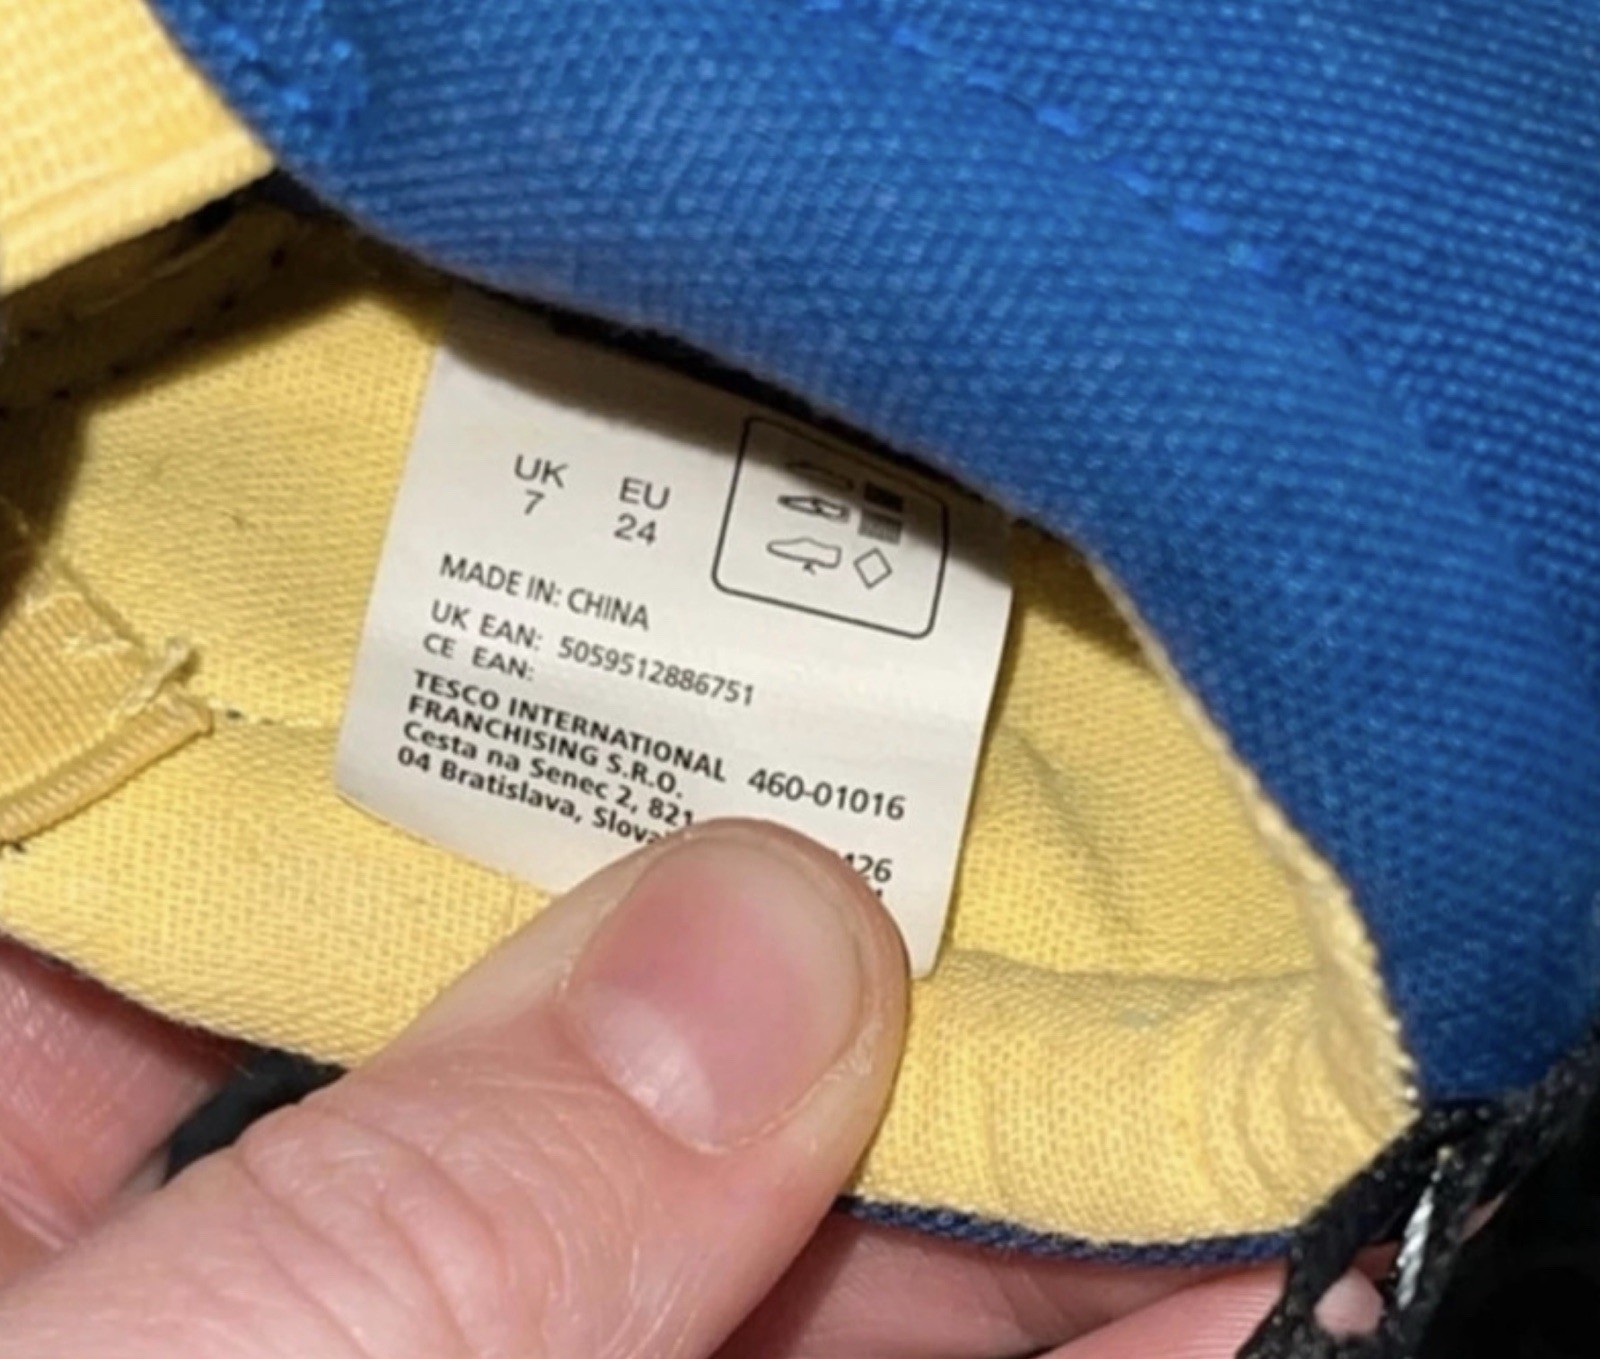 UK EU
7 24
MADE IN: CHINA
UK EAN: 5059512886751
CE EAN:
TESCO INTERNATIONAL
FRANCHISING S.R.O. 460-01016
Cesta na Senec 2, 821
04 Bratislava,